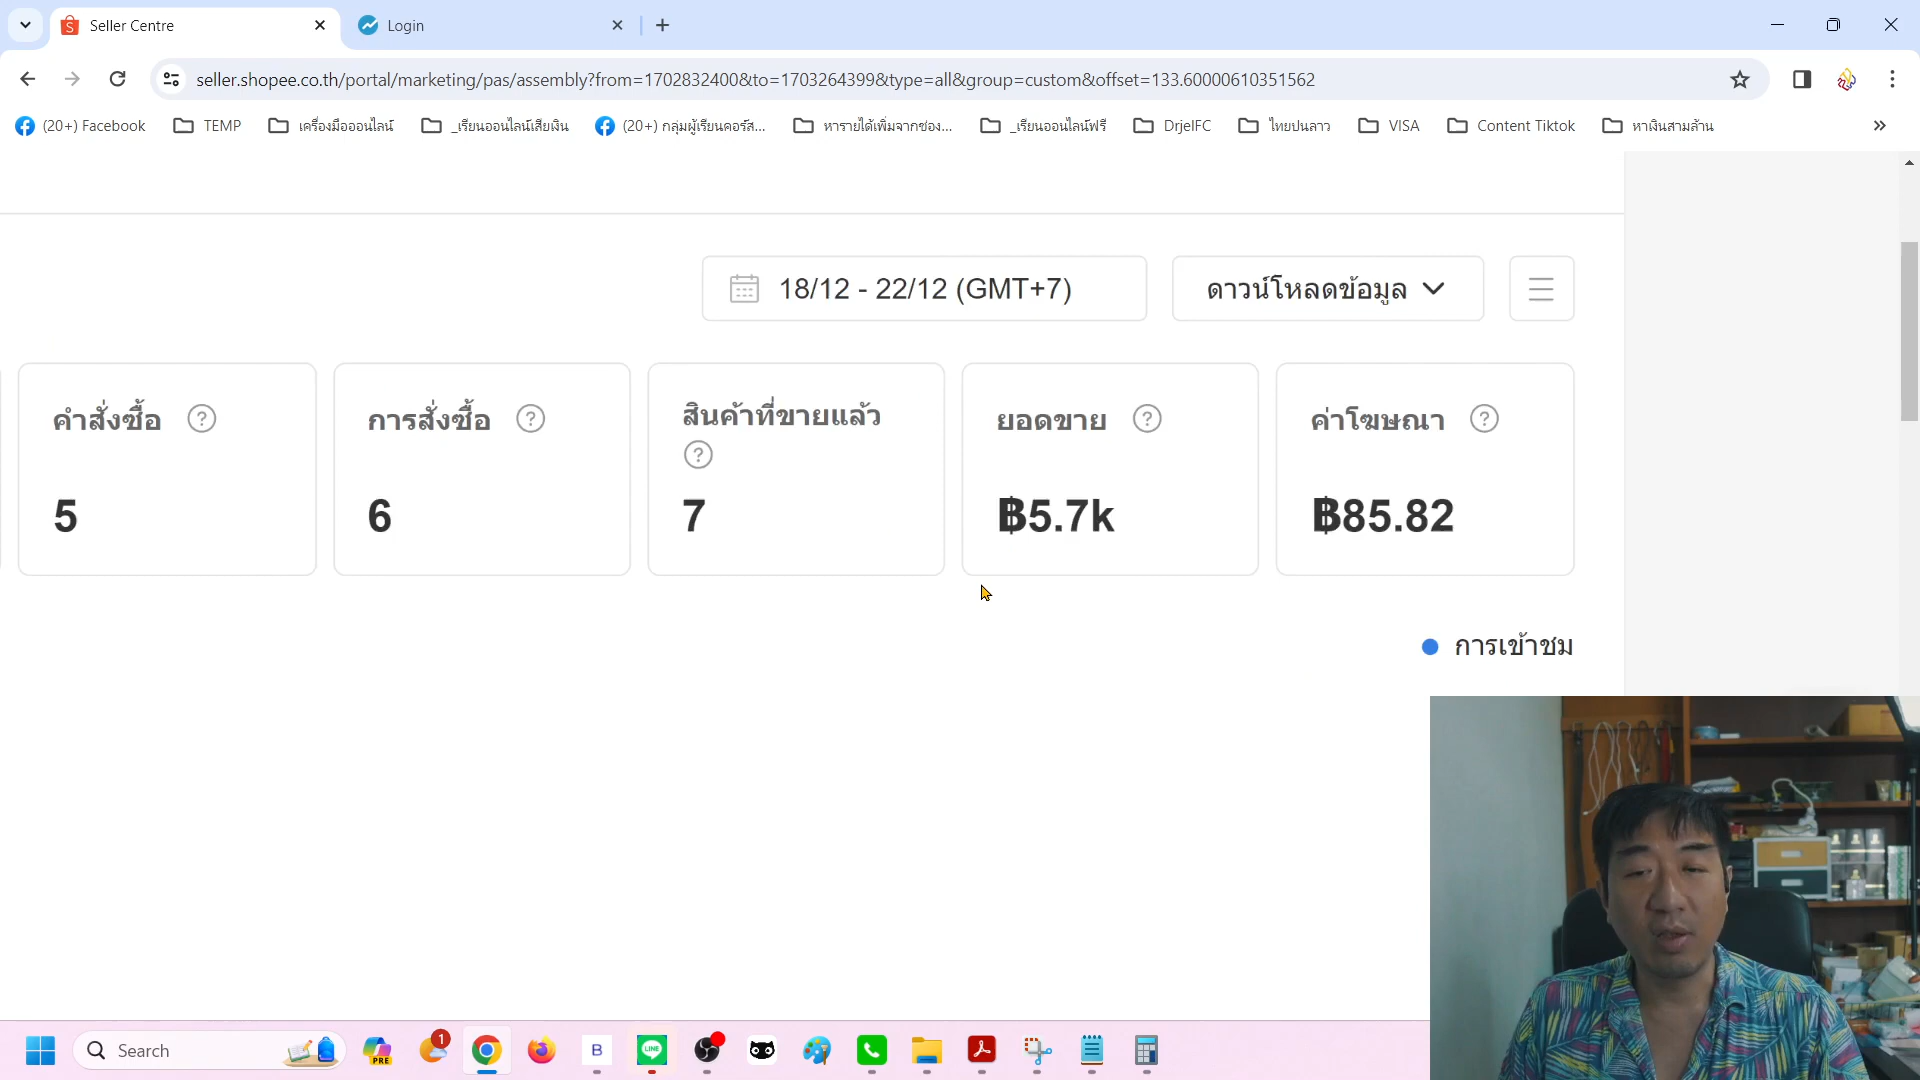 Seller Centre
Login
seller.shopee.co.th/portal/marketing/pas/assembly?from=1702832400&to=1703264399&type=all&group=custom&offset=133.60000610351562
(20+) Facebook
TEMP
เครื่องมือออนไลน์
_เรียนออนไลน์เสียเงิน
(20+) กลุ่มผู้เรียนคอร์ส...
หารายได้เพิ่มจากช่อง...
_เรียนออนไลน์ฟรี
DrjeIFC
ไทยปนลาว
VISA
Content Tiktok
หาเงินสามล้าน
18/12 - 22/12 (GMT+7)
ดาวน์โหลดข้อมูล
คำสั่งซื้อ
5
การสั่งซื้อ
6
สินค้าที่ขายแล้ว
7
ยอดขาย
฿5.7k
ค่าโฆษณา
฿85.82
การเข้าชม
Search
PRE
1
B
LINE